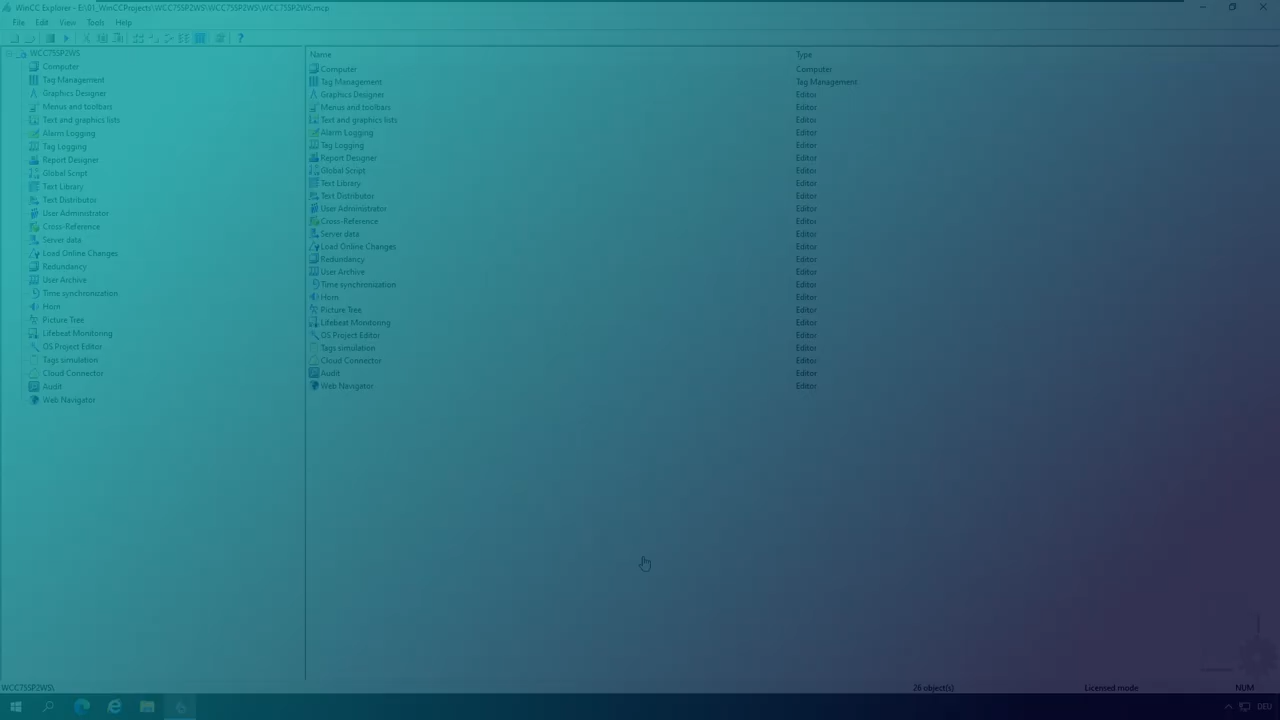 WinCC Explorer - E:\01_WinCCProjects\WCC75SP2WS\WCC75SP2WS\WCC75SP2WS.mcp
File Edit View Tools Help
WCC75SP2WS
Computer
Tag Management
Graphics Designer
Menus and toolbars
Text and graphics lists
Alarm Logging
Tag Logging
Report Designer
Global Script
Text Library
Text Distributor
User Administrator
Cross-Reference
Server data
Load Online Changes
Redundancy
User Archive
Time synchronization
Horn
Picture Tree
Lifebeat Monitoring
OS Project Editor
Tags simulation
Cloud Connector
Audit
Web Navigator
Name Type
Computer Computer
Tag Management Tag Management
Graphics Designer Editor
Menus and toolbars Editor
Text and graphics lists Editor
Alarm Logging Editor
Tag Logging Editor
Report Designer Editor
Global Script Editor
Text Library Editor
Text Distributor Editor
User Administrator Editor
Cross-Reference Editor
Server data Editor
Load Online Changes Editor
Redundancy Editor
User Archive Editor
Time synchronization Editor
Horn Editor
Picture Tree Editor
Lifebeat Monitoring Editor
OS Project Editor Editor
Tags simulation Editor
Cloud Connector Editor
Audit Editor
Web Navigator Editor
WCC75SP2WS\ 26 object(s) Licensed mode NUM
DEU